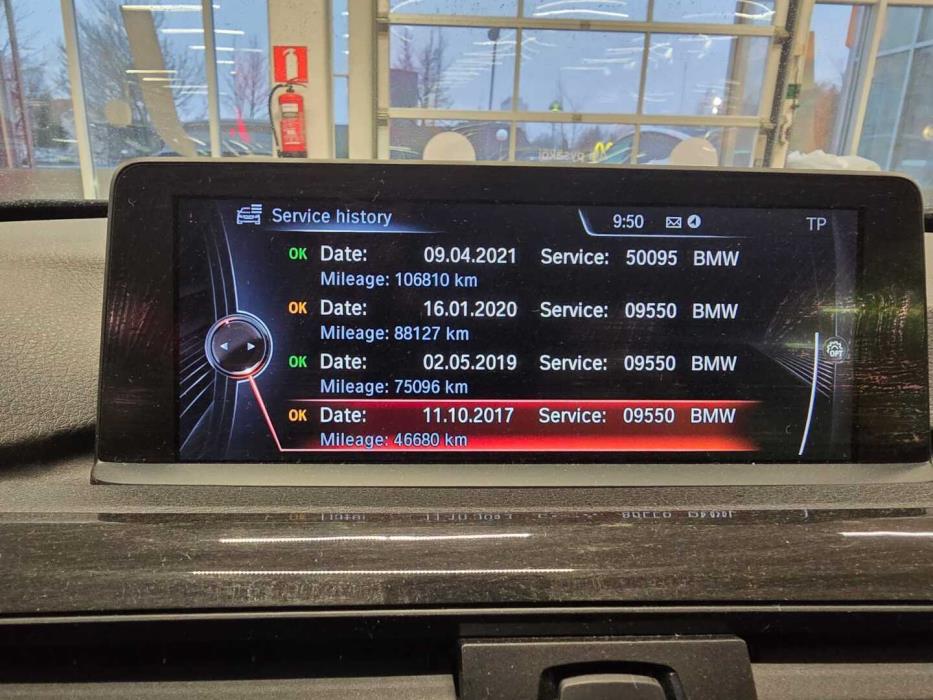 Service history
9:50
TP
OK Date: 09.04.2021 Service: 50095 BMW
Mileage: 106810 km
OK Date: 16.01.2020 Service: 09550 BMW
Mileage: 88127 km
OPT
OK Date: 02.05.2019 Service: 09550 BMW
Mileage: 75096 km
OK Date: 11.10.2017 Service: 09550 BMW
Mileage: 46680 km